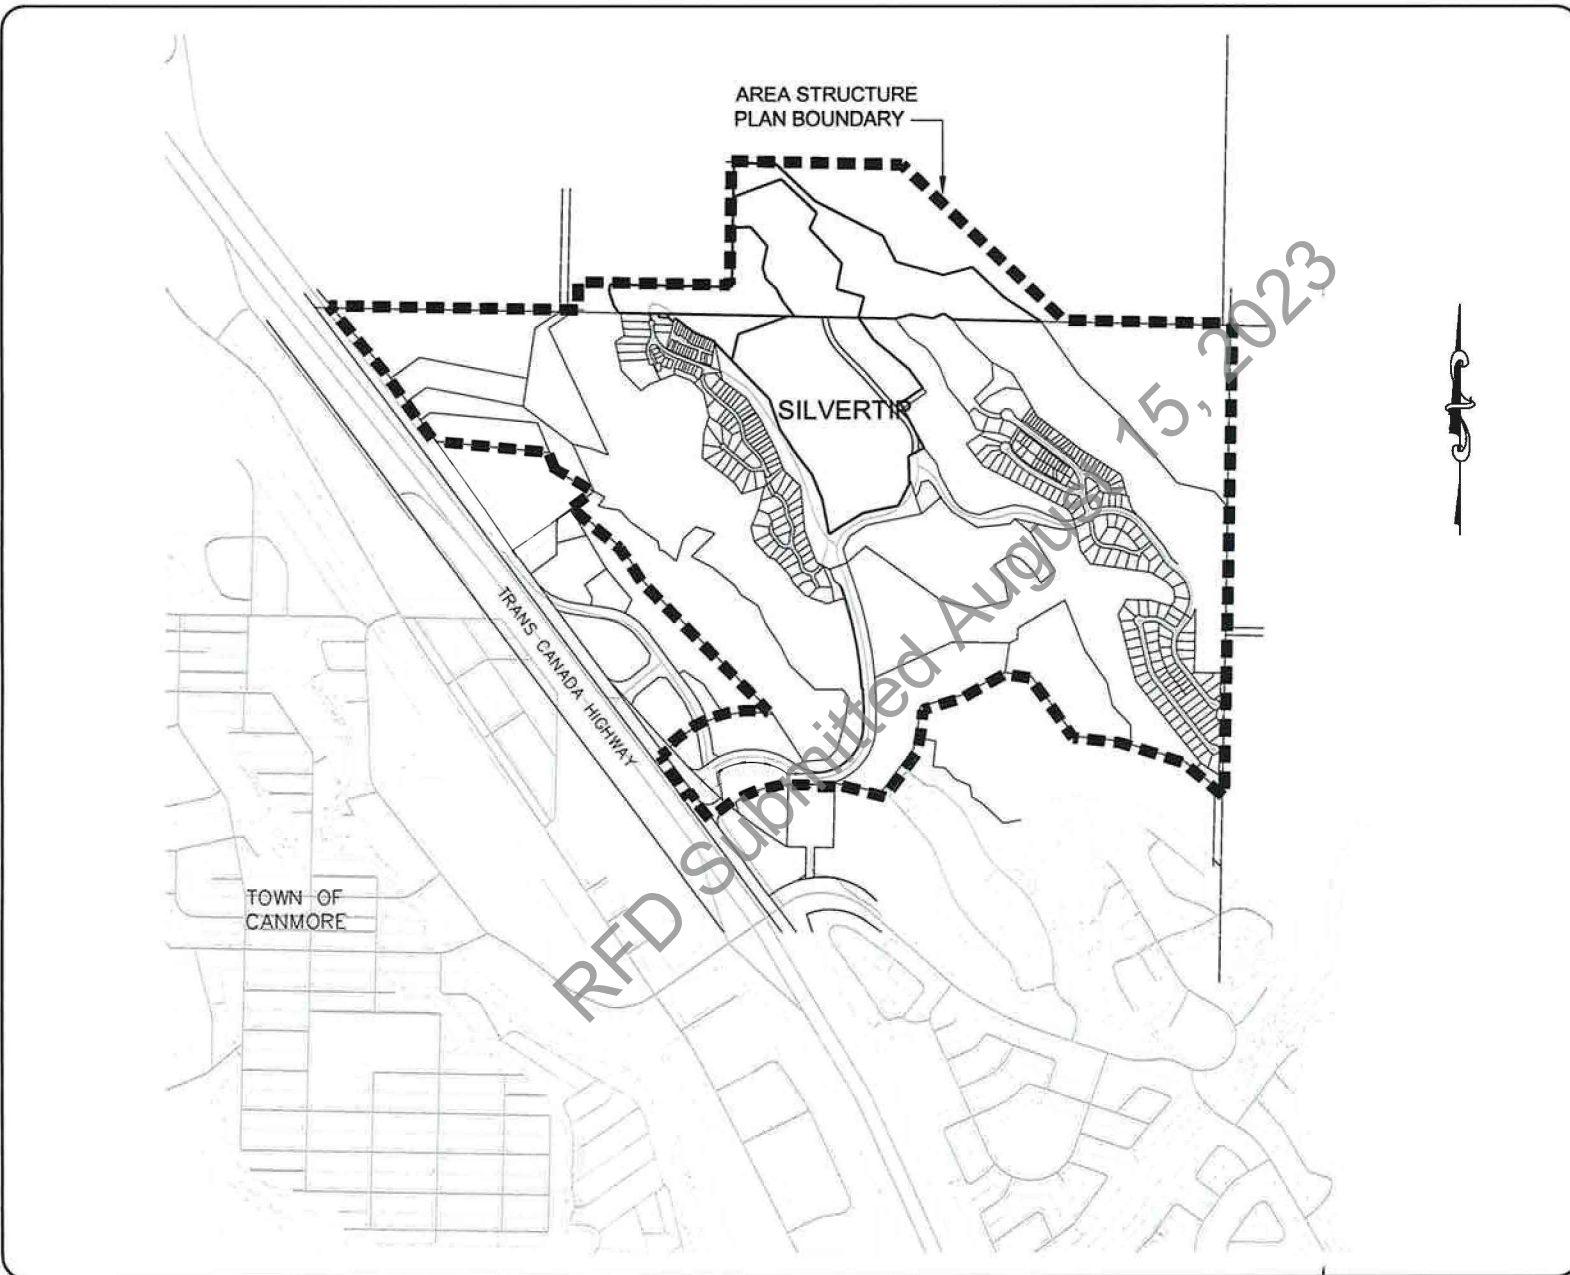 AREA STRUCTURE
PLAN BOUNDARY
SILVERTIP
TRANS CANADA HIGHWAY
TOWN OF
CANMORE
RFD Submitted August 15, 2023